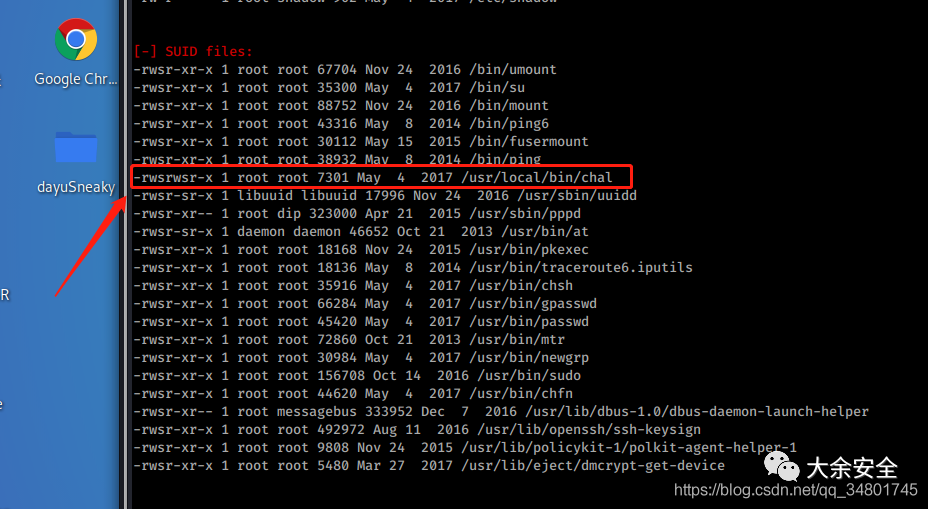 -rw-r----- 1 root shadow 962 May  4  2017 /etc/shadow
[-] SUID files:
-rwsr-xr-x 1 root root 67704 Nov 24  2016 /bin/umount
-rwsr-xr-x 1 root root 35300 May  4  2017 /bin/su
-rwsr-xr-x 1 root root 88752 Nov 24  2016 /bin/mount
-rwsr-xr-x 1 root root 43316 May  8  2014 /bin/ping6
-rwsr-xr-x 1 root root 30112 May 15  2015 /bin/fusermount
-rwsr-xr-x 1 root root 38932 May  8  2014 /bin/ping
-rwsrwsr-x 1 root root 7301 May  4  2017 /usr/local/bin/chal
-rwsr-sr-x 1 libuuid libuuid 17996 Nov 24  2016 /usr/sbin/uuidd
-rwsr-xr-- 1 root dip 323000 Apr 21  2015 /usr/sbin/pppd
-rwsr-sr-x 1 daemon daemon 46652 Oct 21  2013 /usr/bin/at
-rwsr-xr-x 1 root root 18168 Nov 24  2015 /usr/bin/pkexec
-rwsr-xr-x 1 root root 18136 May  8  2014 /usr/bin/traceroute6.iputils
-rwsr-xr-x 1 root root 35916 May  4  2017 /usr/bin/chsh
-rwsr-xr-x 1 root root 66284 May  4  2017 /usr/bin/gpasswd
-rwsr-xr-x 1 root root 45420 May  4  2017 /usr/bin/passwd
-rwsr-xr-x 1 root root 72860 Oct 21  2013 /usr/bin/mtr
-rwsr-xr-x 1 root root 30984 May  4  2017 /usr/bin/newgrp
-rwsr-xr-x 1 root root 156708 Oct 14  2016 /usr/bin/sudo
-rwsr-xr-x 1 root root 44620 May  4  2017 /usr/bin/chfn
-rwsr-xr-- 1 root messagebus 333952 Dec  7  2016 /usr/lib/dbus-1.0/dbus-daemon-launch-helper
-rwsr-xr-x 1 root root 492972 Aug 11  2016 /usr/lib/openssh/ssh-keysign
-rwsr-xr-x 1 root root 9808 Nov 24  2015 /usr/lib/policykit-1/polkit-agent-helper-1
-rwsr-xr-x 1 root root 5480 Mar 27  2017 /usr/lib/eject/dmcrypt-get-device
Google Chr...
dayuSneaky
R
大余安全
https://blog.csdn.net/qq_34801745